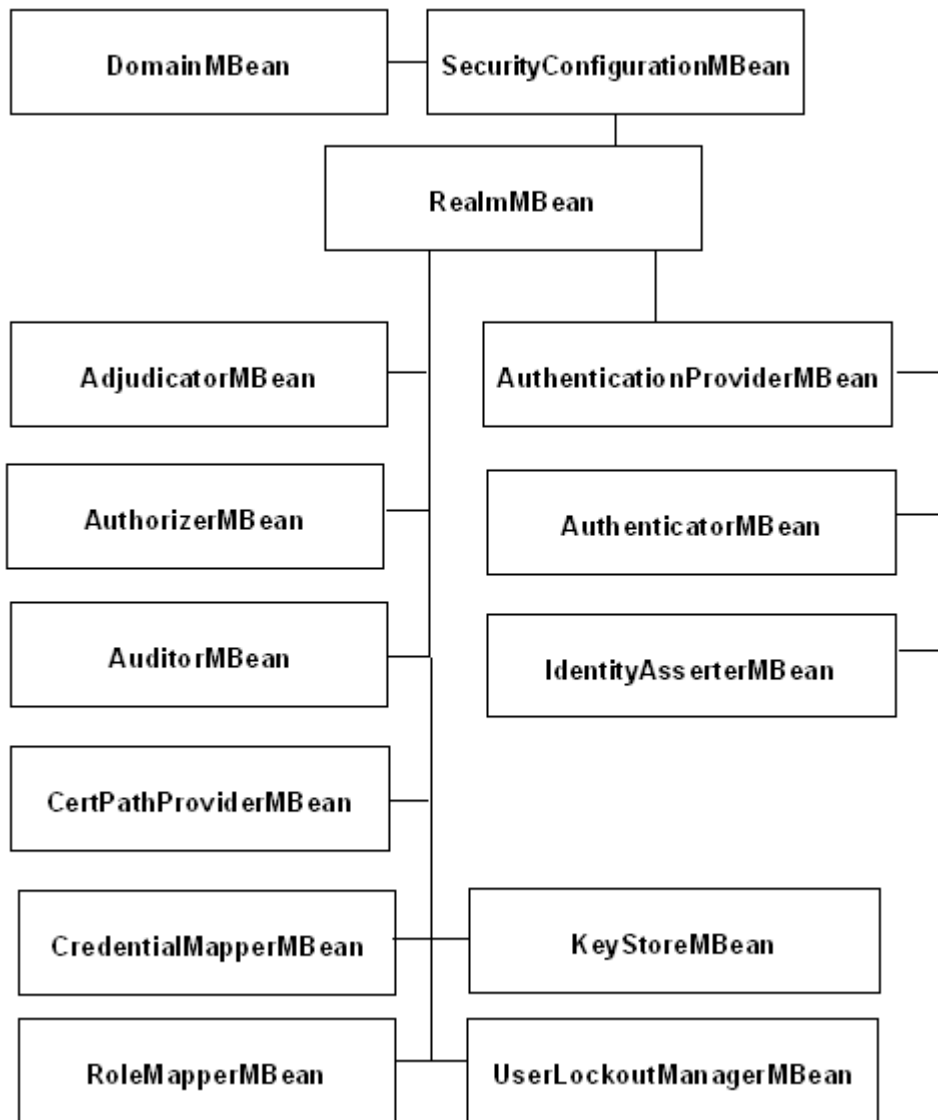 DomainMBean
SecurityConfigurationMBean
RealmMBean
AdjudicatorMBean
AuthenticationProviderMBean
AuthorizerMBean
AuthenticatorMBean
AuditorMBean
IdentityAsserterMBean
CertPathProviderMBean
CredentialMapperMBean
KeyStoreMBean
RoleMapperMBean
UserLockoutManagerMBean